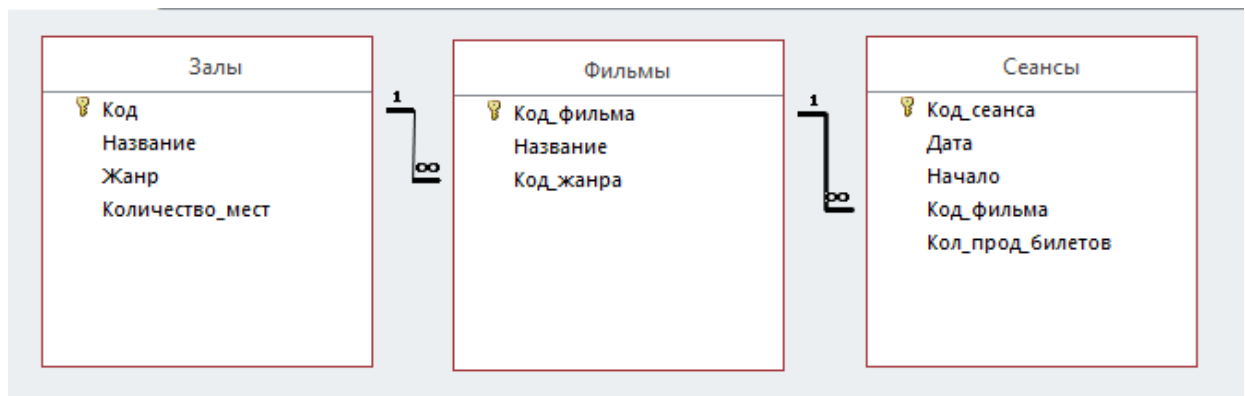 Залы
Код
Название
Жанр
Количество_мест
1
∞
Фильмы
Код_фильма
Название
Код_жанра
1
∞
Сеансы
Код_сеанса
Дата
Начало
Код_фильма
Кол_прод_билетов